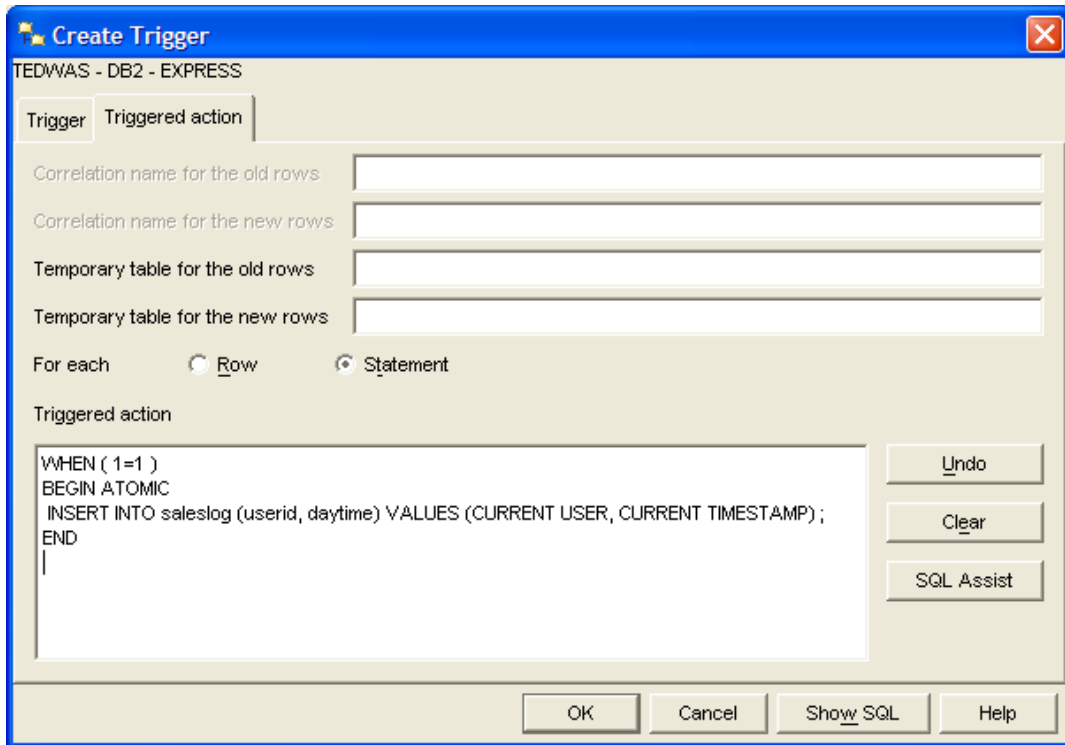 Create Trigger
TEDWAS - DB2 - EXPRESS
Trigger Triggered action
Correlation name for the old rows
Correlation name for the new rows
Temporary table for the old rows
Temporary table for the new rows
For each Row Statement
Triggered action
WHEN ( 1=1 )
BEGIN ATOMIC
INSERT INTO saleslog (userid, daytime) VALUES (CURRENT USER, CURRENT TIMESTAMP) ;
END
Undo
Clear
SQL Assist
OK Cancel Show SQL Help